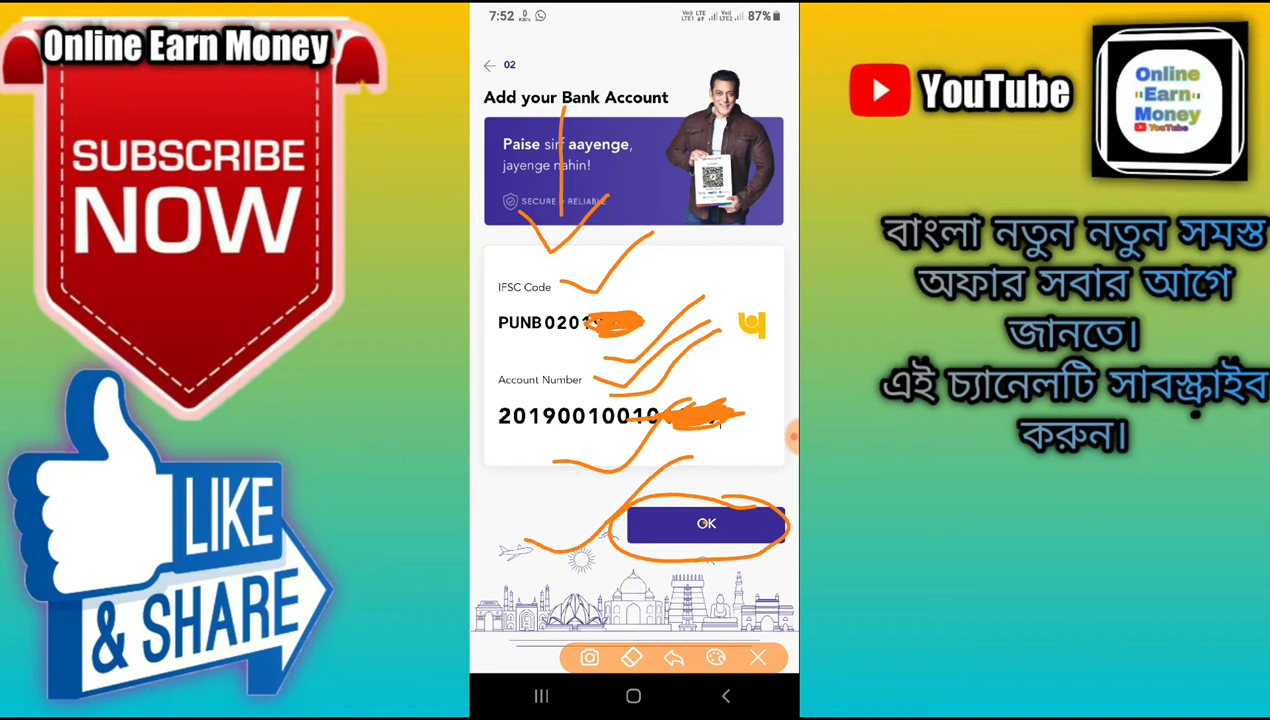 Online Earn Money
SUBSCRIBE
NOW
LIKE
& SHARE
7:52
87%
02
Add your Bank Account
Paise sirf aayenge,
jayenge nahin!
SECURE & RELIABLE
IFSC Code
PUNB0201
Account Number
20190010010
OK
YouTube
Online
Earn
Money
YouTube
বাংলা নতুন নতুন সমস্ত
অফার সবার আগে
জানতে।
এই চ্যানেলটি সাবস্ক্রাইব
করুন।